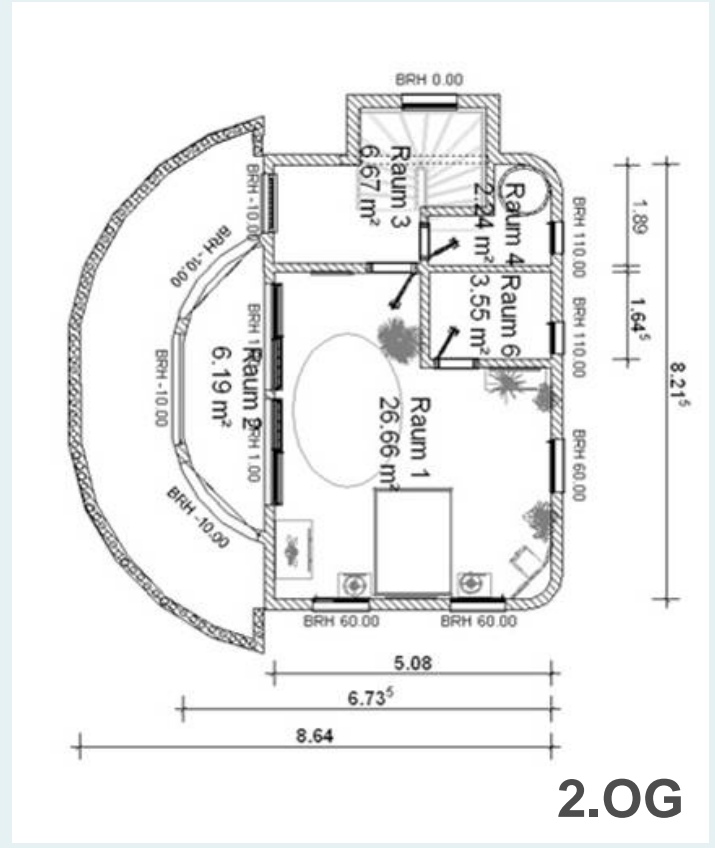 BRH 0.00
Raum 3
6.67 m²
Raum 4
2.24 m²
BRH -10.00
BRH 110.00
1.89
BRH -10.00
Raum 6
3.55 m²
BRH 110.00
1.64⁵
8.21⁵
BRH -10.00
Raum 2
6.19 m²
BRH 1.00
Raum 1
26.66 m²
BRH 60.00
BRH -10.00
BRH 60.00
BRH 60.00
5.08
6.73⁵
8.64
2.OG